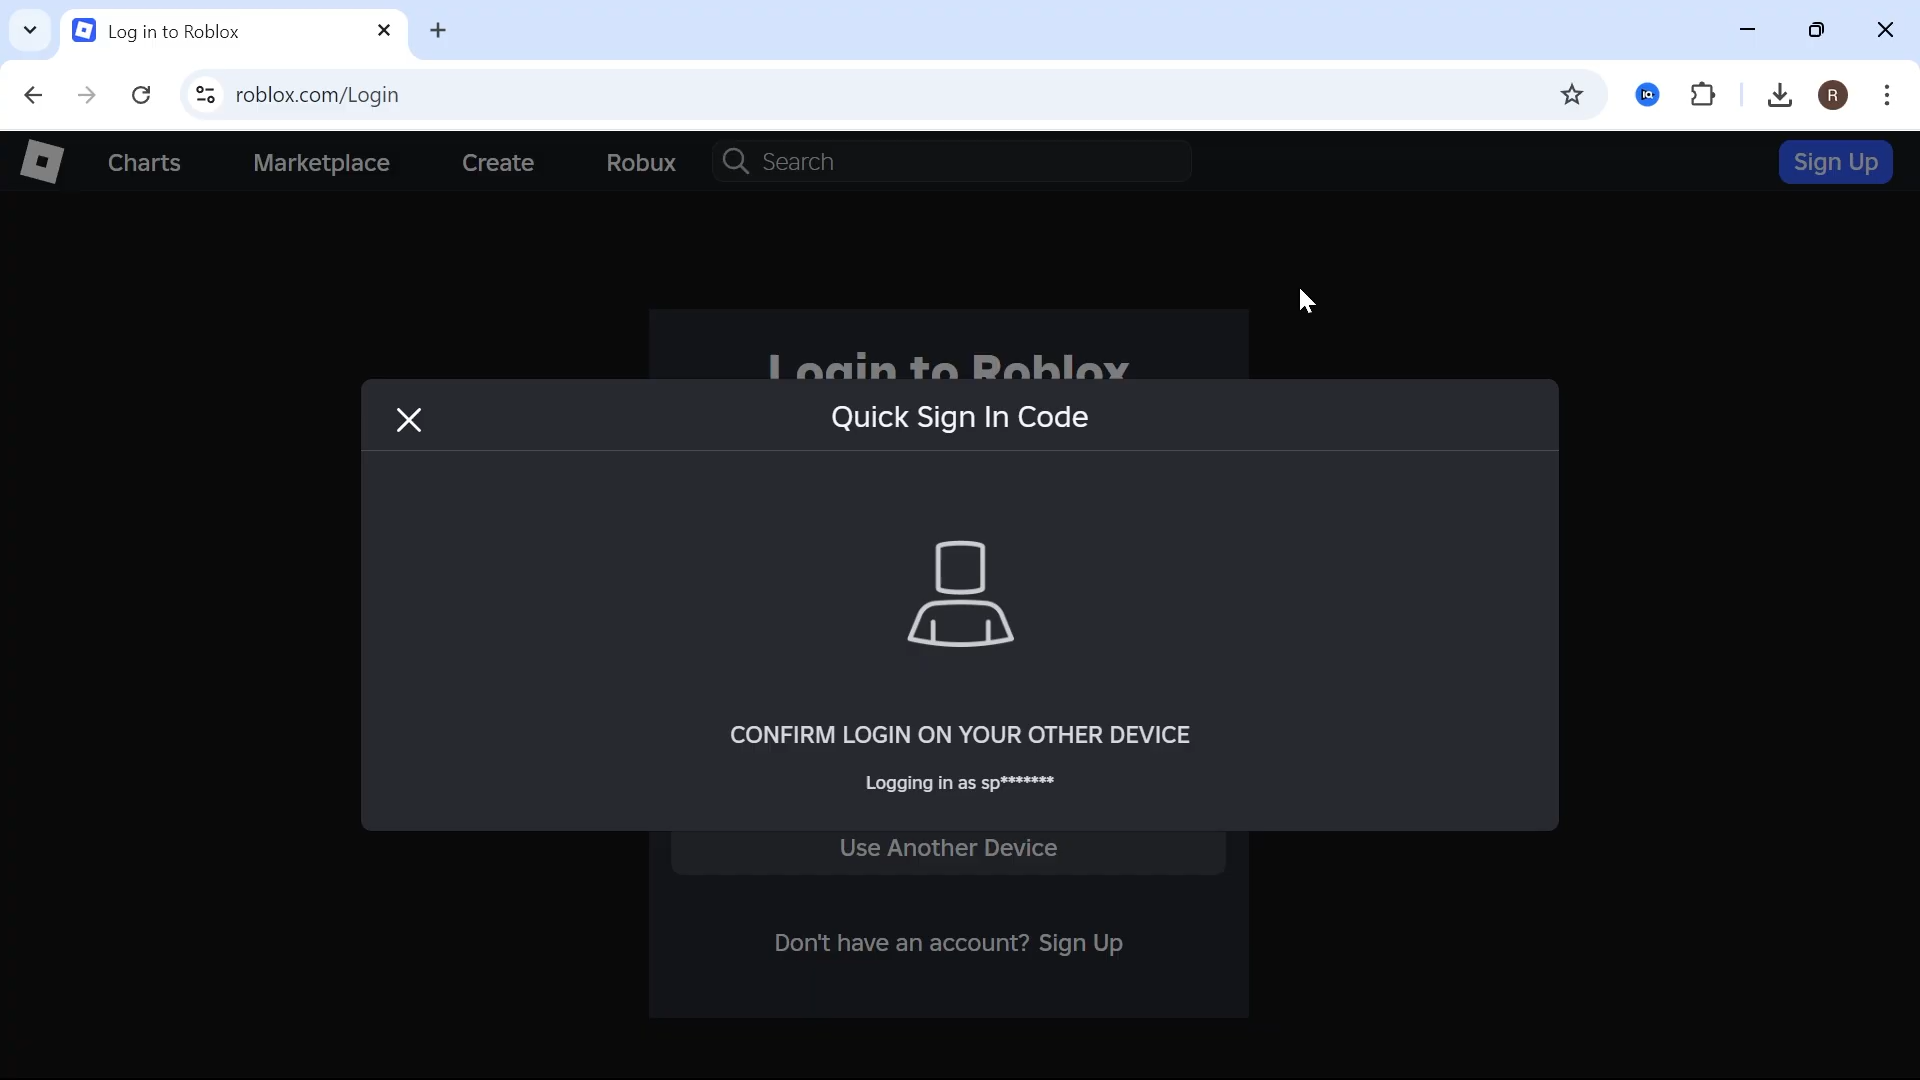 Log in to Roblox
roblox.com/Login
R
Charts
Marketplace
Create
Robux
Search
Sign Up
Login to Roblox
Quick Sign In Code
CONFIRM LOGIN ON YOUR OTHER DEVICE
Logging in as sp*******
Use Another Device
Don't have an account? Sign Up